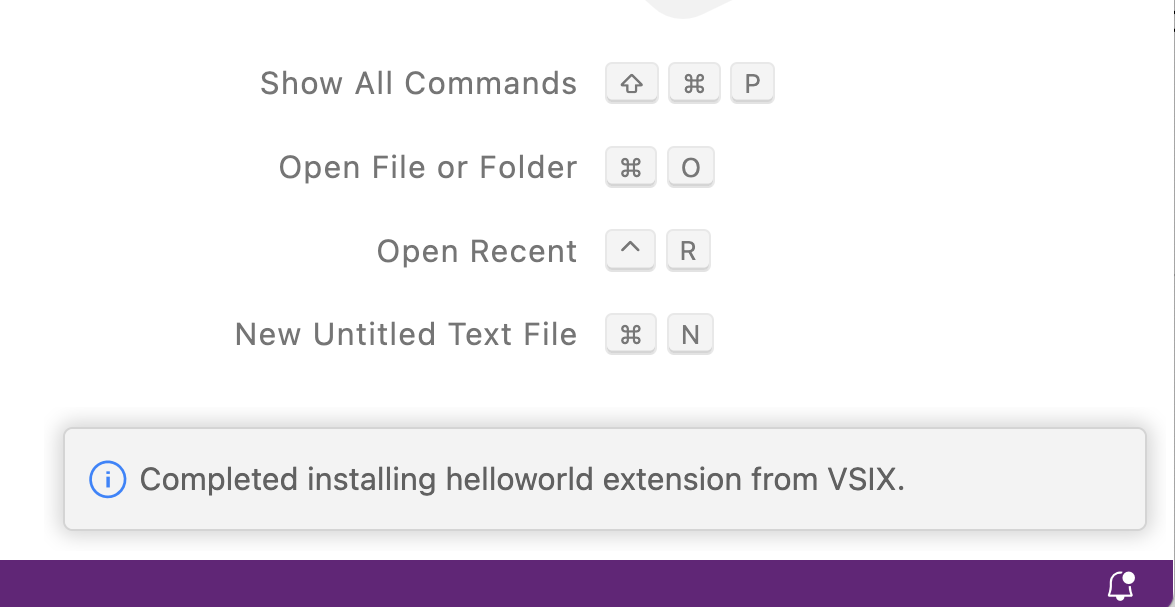 Show All Commands ⇧ ⌘ P
Open File or Folder ⌘ O
Open Recent ^ R
New Untitled Text File ⌘ N
Completed installing helloworld extension from VSIX.